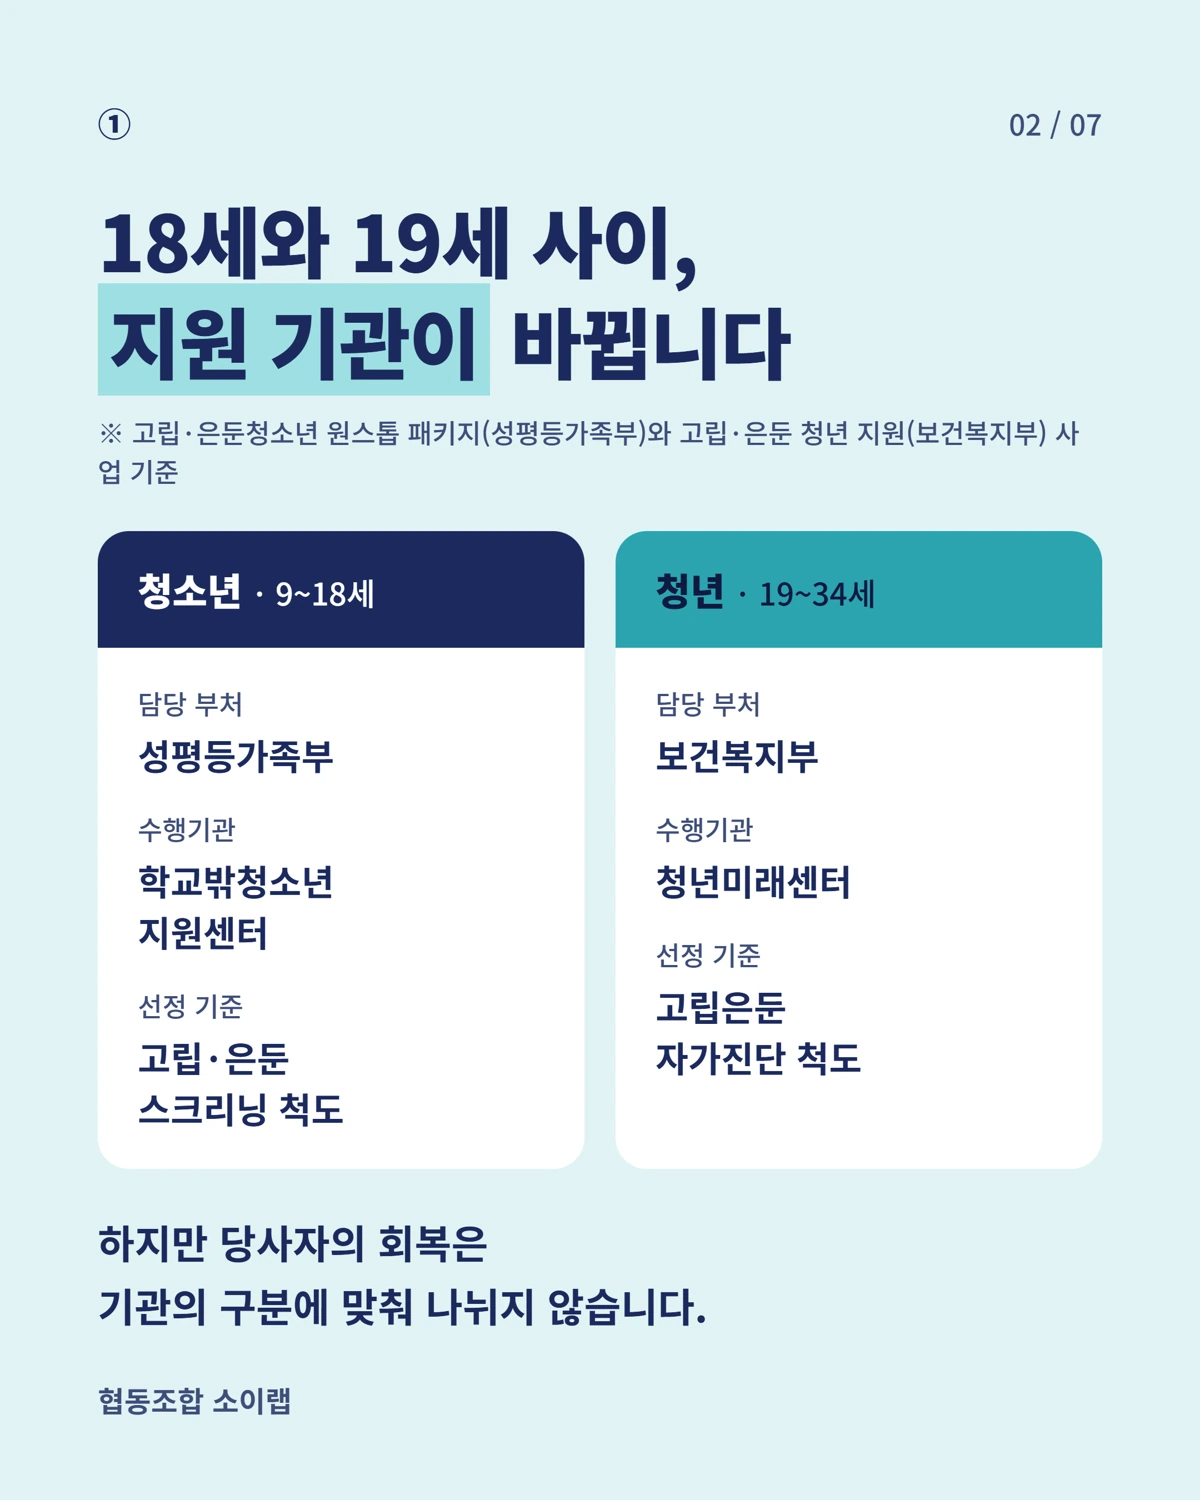 ①
02 / 07
18세와 19세 사이,
지원 기관이 바뀝니다
※ 고립·은둔청소년 원스톱 패키지(성평등가족부)와 고립·은둔 청년 지원(보건복지부) 사
업 기준
청소년 · 9~18세
담당 부처
성평등가족부
수행기관
학교밖청소년
지원센터
선정 기준
고립·은둔
스크리닝 척도
청년 · 19~34세
담당 부처
보건복지부
수행기관
청년미래센터
선정 기준
고립은둔
자가진단 척도
하지만 당사자의 회복은
기관의 구분에 맞춰 나뉘지 않습니다.
협동조합 소이랩